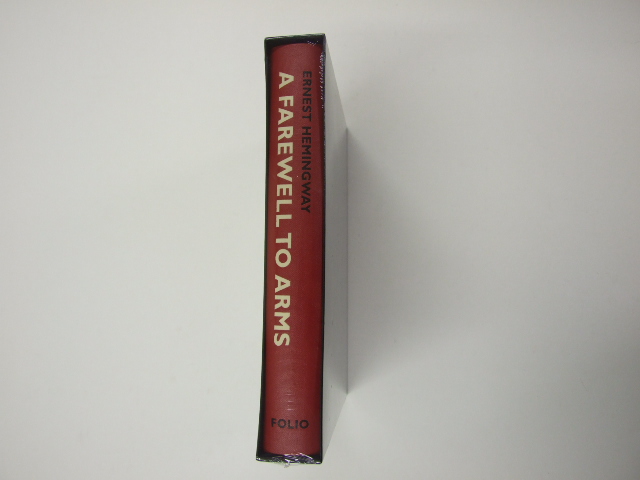 ERNEST HEMINGWAY
A FAREWELL TO ARMS
FOLIO